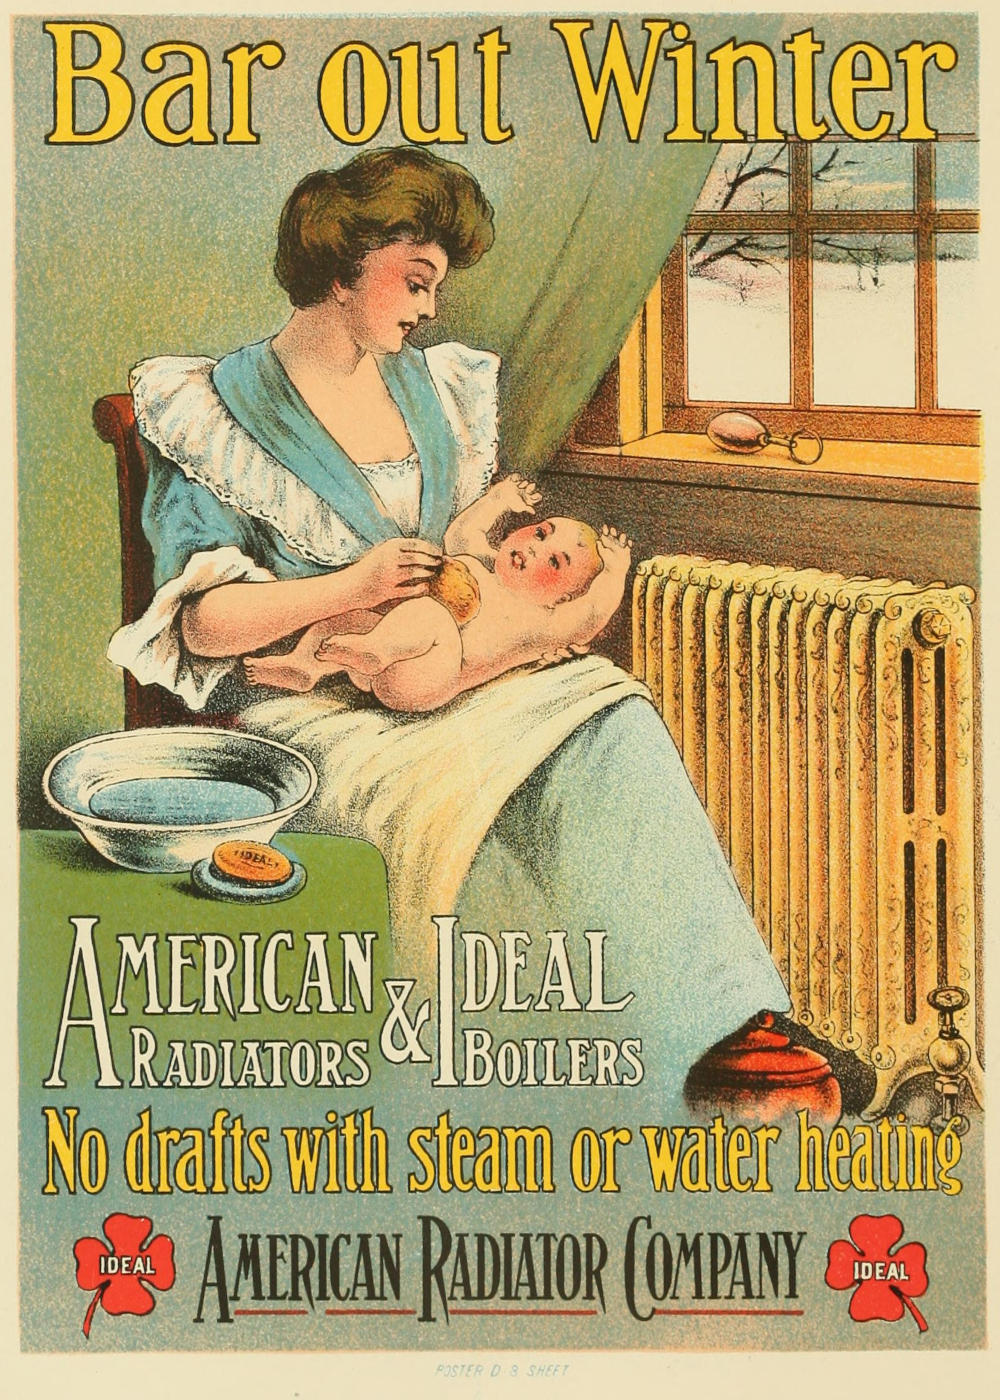 Bar out Winter
IDEAL
AMERICAN & IDEAL
RADIATORS BOILERS
No drafts with steam or water heating
IDEAL AMERICAN RADIATOR COMPANY IDEAL
POSTER D 8 SHEET